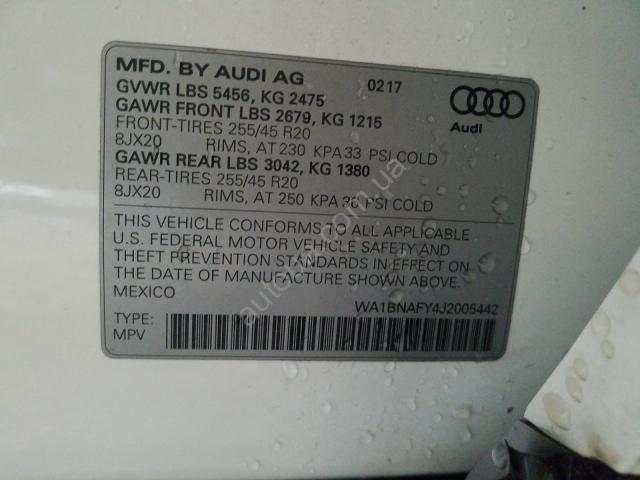 MFD. BY AUDI AG 0217
GVWR LBS 5456, KG 2475
GAWR FRONT LBS 2679, KG 1215
FRONT-TIRES 255/45 R20
8JX20 RIMS, AT 230 KPA 33 PSI COLD
GAWR REAR LBS 3042, KG 1380
REAR-TIRES 255/45 R20
8JX20 RIMS, AT 250 KPA 36 PSI COLD
Audi
THIS VEHICLE CONFORMS TO ALL APPLICABLE
U.S. FEDERAL MOTOR VEHICLE SAFETY AND
THEFT PREVENTION STANDARDS IN EFFECT ON
THE DATE OF MANUFACTURE SHOWN ABOVE.
MEXICO
WA1BNAFY4J2005442
TYPE:
MPV